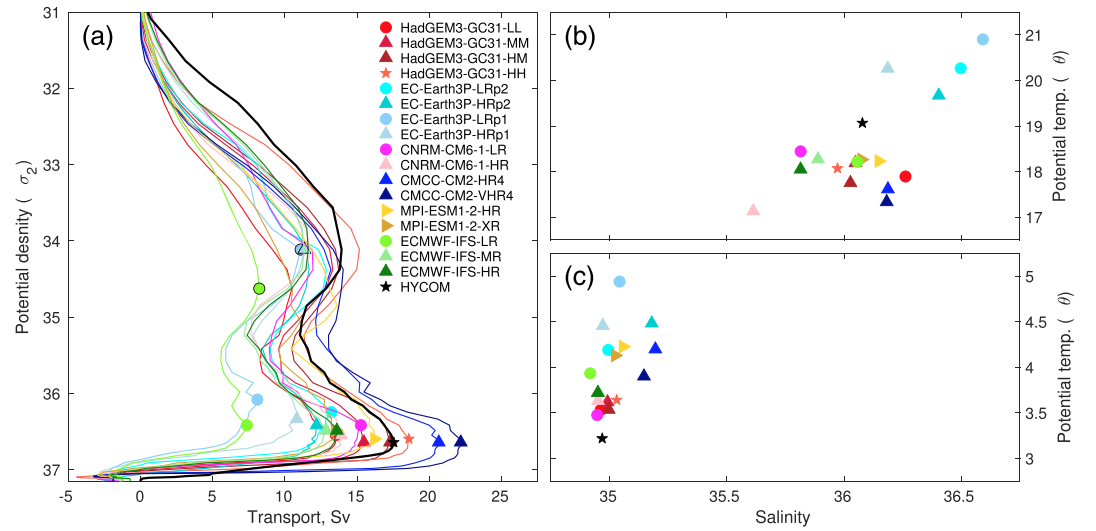 (a)
31
32
33
34
35
36
37
Potential desnity ( σ2)
-5 0 5 10 15 20 25
Transport, Sv
HadGEM3-GC31-LL
HadGEM3-GC31-MM
HadGEM3-GC31-HM
HadGEM3-GC31-HH
EC-Earth3P-LRp2
EC-Earth3P-HRp2
EC-Earth3P-LRp1
EC-Earth3P-HRp1
CNRM-CM6-1-LR
CNRM-CM6-1-HR
CMCC-CM2-HR4
CMCC-CM2-VHR4
MPI-ESM1-2-HR
MPI-ESM1-2-XR
ECMWF-IFS-LR
ECMWF-IFS-MR
ECMWF-IFS-HR
HYCOM
(b)
21
20
19
18
17
Potential temp. ( θ)
(c)
5
4.5
4
3.5
3
Potential temp. ( θ)
35 35.5 36 36.5
Salinity